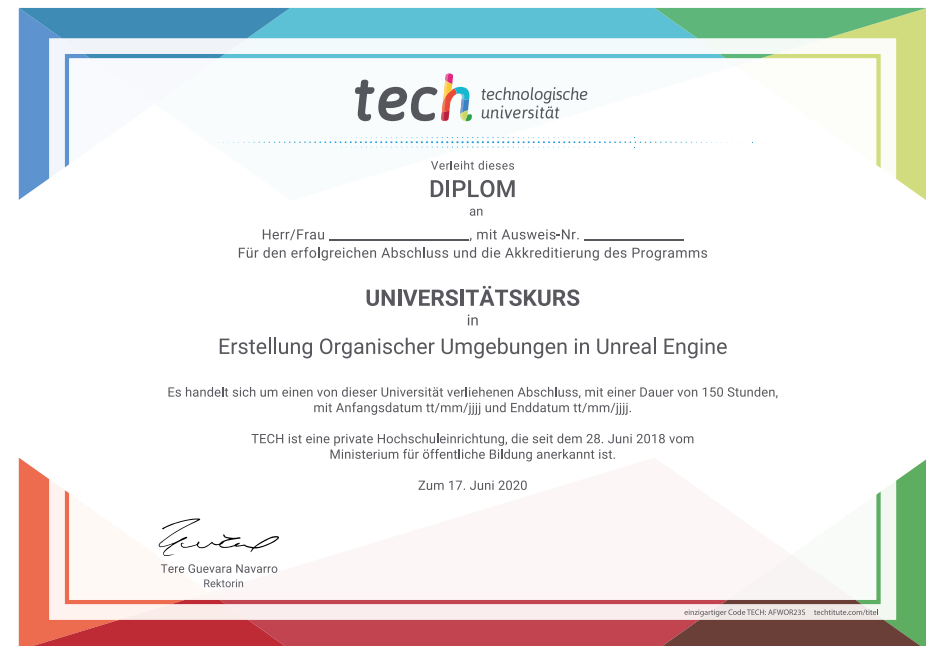 tech technologische
universität
Verleiht dieses
DIPLOM
an
Herr/Frau ____________, mit Ausweis-Nr. ____________
Für den erfolgreichen Abschluss und die Akkreditierung des Programms
UNIVERSITÄTSKURS
in
Erstellung Organischer Umgebungen in Unreal Engine
Es handelt sich um einen von dieser Universität verliehenen Abschluss, mit einer Dauer von 150 Stunden,
mit Anfangsdatum tt/mm/jjjj und Enddatum tt/mm/jjjj.
TECH ist eine private Hochschuleinrichtung, die seit dem 28. Juni 2018 vom
Ministerium für öffentliche Bildung anerkannt ist.
Zum 17. Juni 2020
Tere Guevara Navarro
Rektorin
einzigartiger Code TECH: AFWOR235 techtitute.com/titel